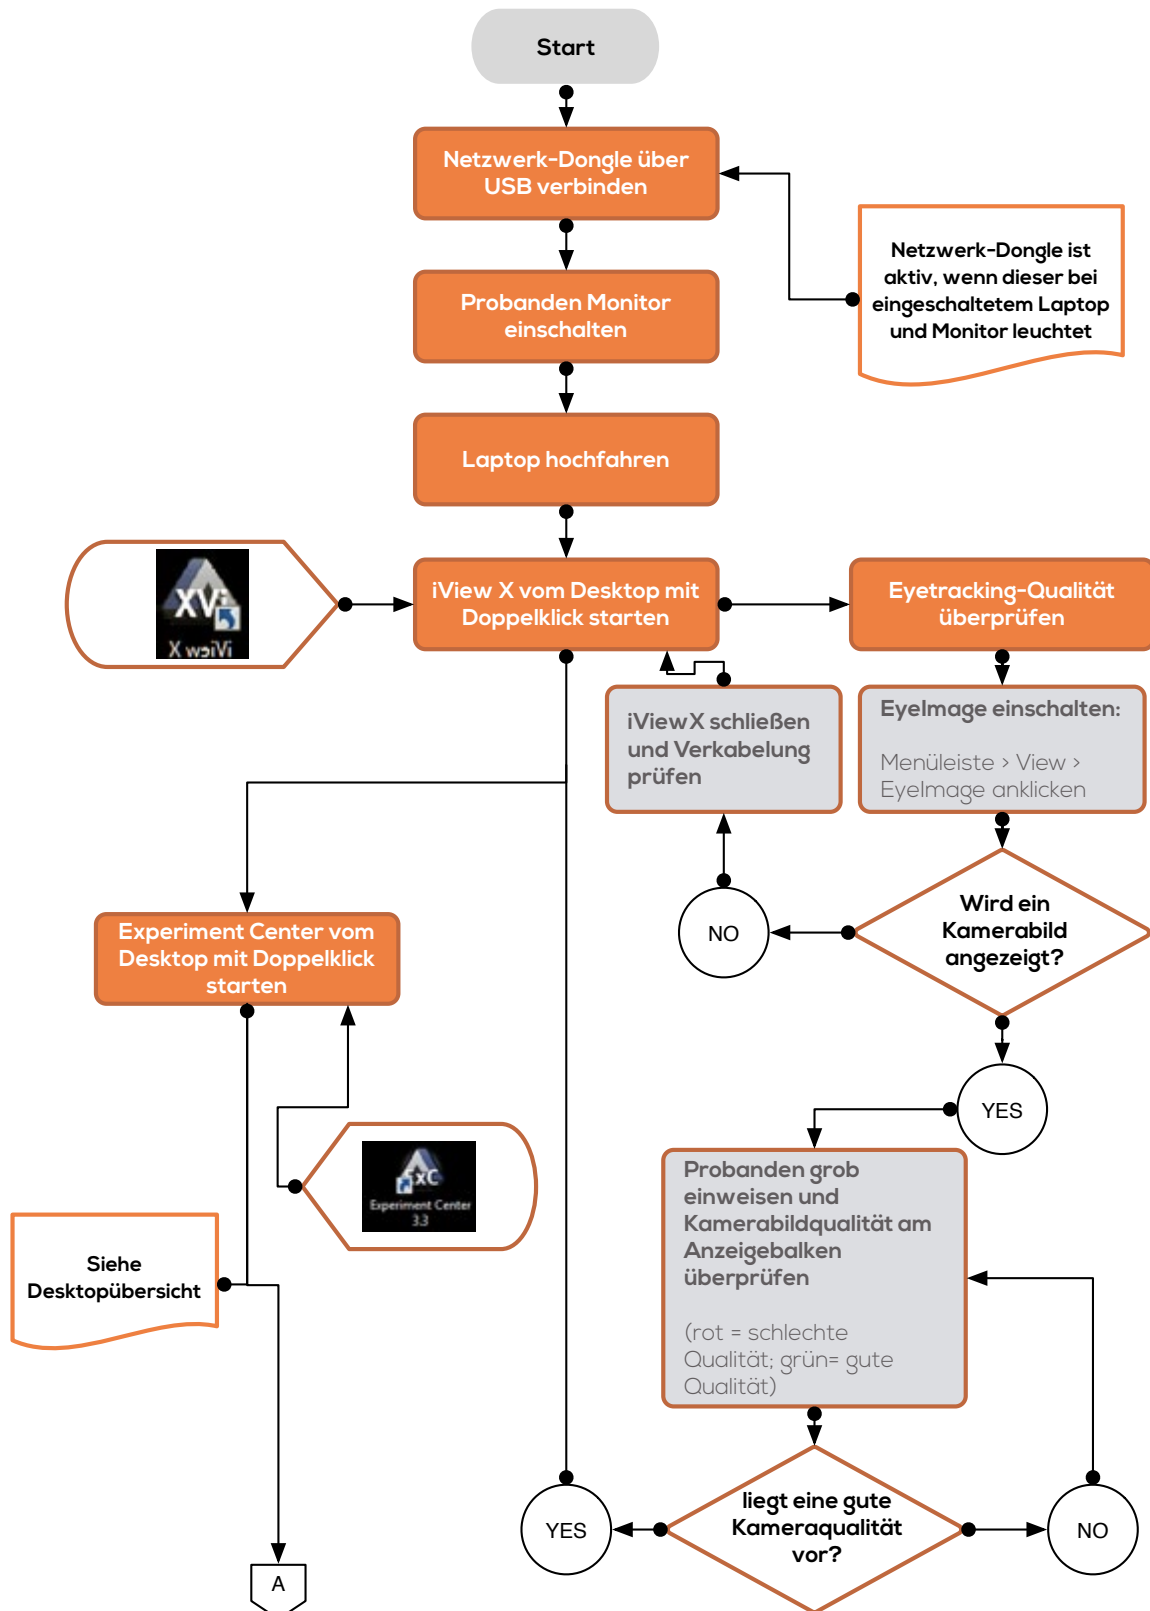 Start
Netzwerk-Dongle über
USB verbinden
Netzwerk-Dongle ist
aktiv, wenn dieser bei
eingeschaltetem Laptop
und Monitor leuchtet
Probanden Monitor
einschalten
Laptop hochfahren
XVi
X weiVi
iView X vom Desktop mit
Doppelklick starten
Eyetracking-Qualität
überprüfen
iViewX schließen
und Verkabelung
prüfen
EyeImage einschalten:
Menüleiste > View >
EyeImage anklicken
Wird ein
Kamerabild
angezeigt?
NO
YES
Experiment Center vom
Desktop mit Doppelklick
starten
ExC
Experiment Center
3.3
Siehe
Desktopübersicht
Probanden grob
einweisen und
Kamerabildqualität am
Anzeigebalken
überprüfen
(rot = schlechte
Qualität; grün= gute
Qualität)
liegt eine gute
Kameraqualität
vor?
YES
NO
A